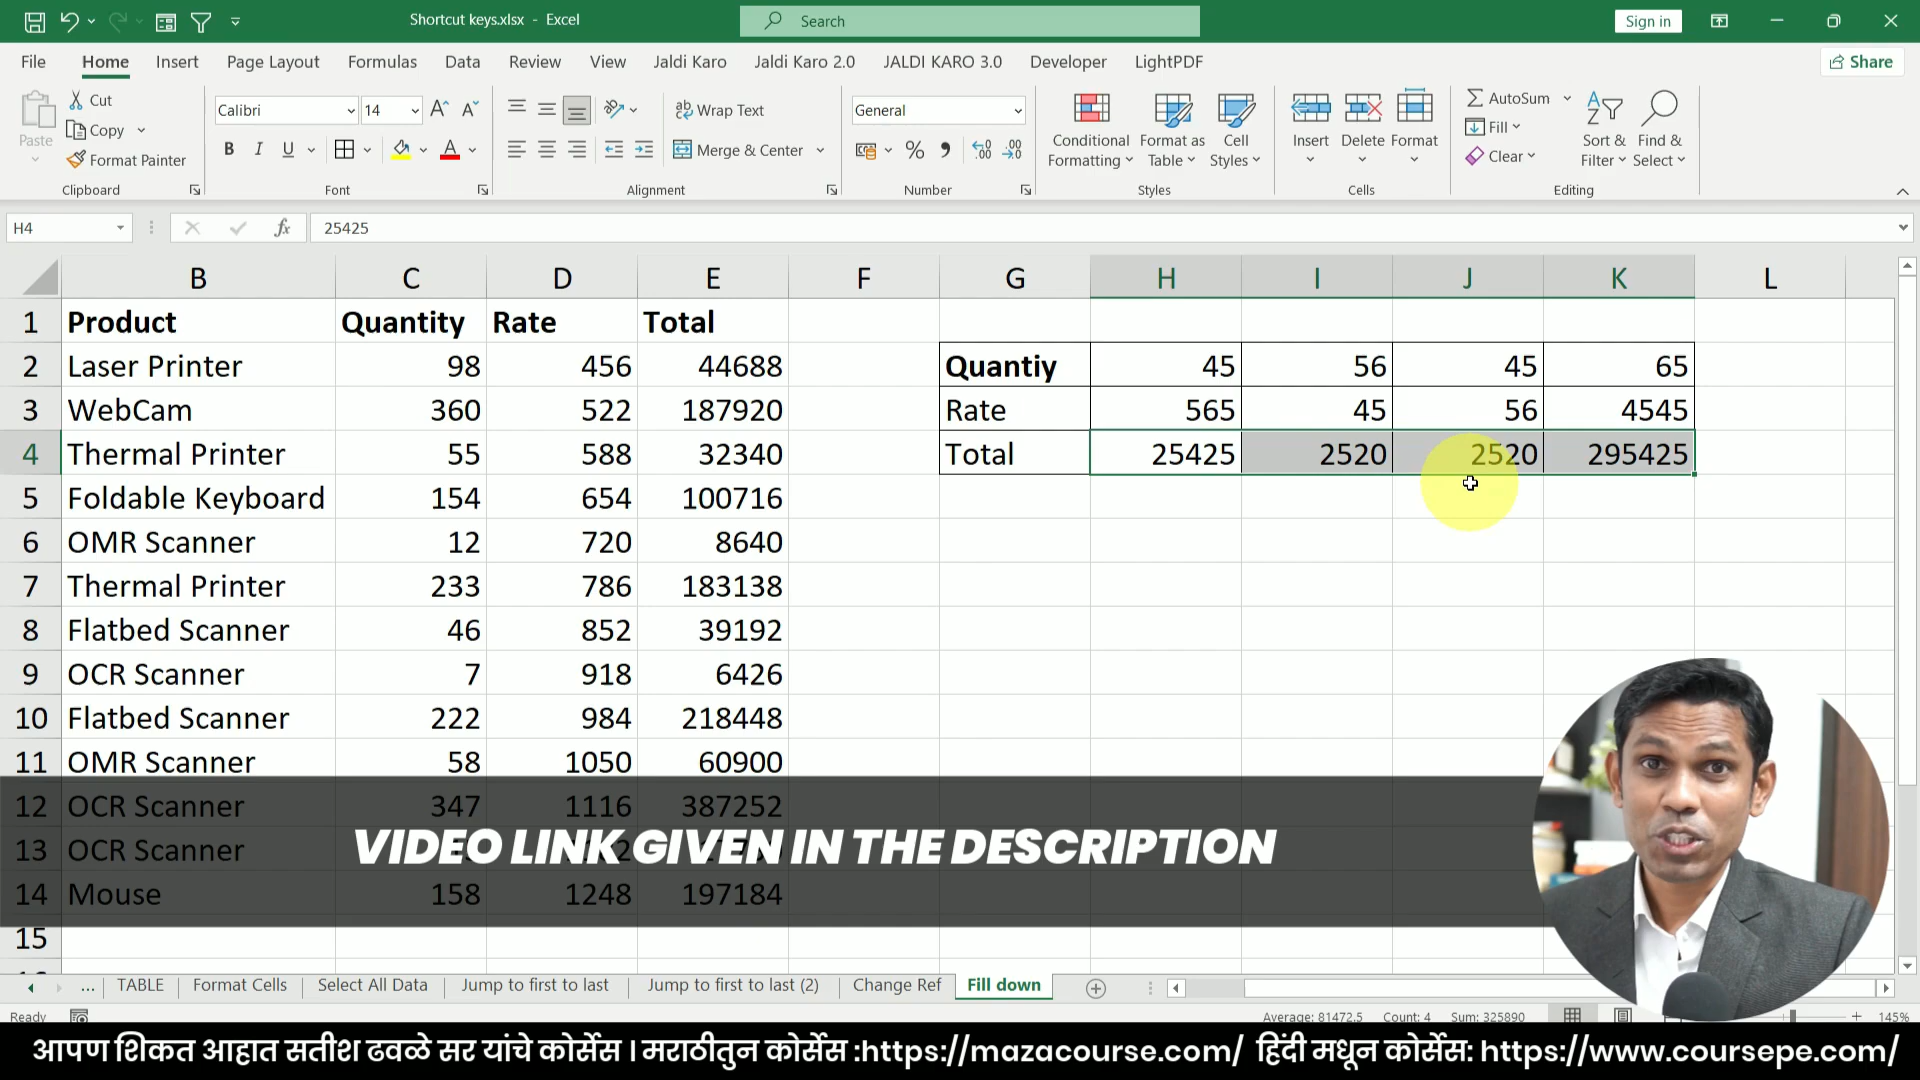 Shortcut keys.xlsx - Excel
Search
Sign in
File Home Insert Page Layout Formulas Data Review View Jaldi Karo Jaldi Karo 2.0 JALDI KARO 3.0 Developer LightPDF
Share
Paste
Cut
Copy
Format Painter
Clipboard
Calibri 14
B I U
Font
Wrap Text
Merge & Center
Alignment
General
Number
Conditional Formatting
Format as Table
Cell Styles
Styles
Insert
Delete
Format
Cells
AutoSum
Fill
Clear
Sort & Filter
Find & Select
Editing
H4 fx 25425
B C D E F G H I J K L
1 Product Quantity Rate Total
2 Laser Printer 98 456 44688 Quantiy 45 56 45 65
3 WebCam 360 522 187920 Rate 565 45 56 4545
4 Thermal Printer 55 588 32340 Total 25425 2520 2520 295425
5 Foldable Keyboard 154 654 100716
6 OMR Scanner 12 720 8640
7 Thermal Printer 233 786 183138
8 Flatbed Scanner 46 852 39192
9 OCR Scanner 7 918 6426
10 Flatbed Scanner 222 984 218448
11 OMR Scanner 58 1050 60900
12 OCR Scanner 347 1116 387252
13 OCR Scanner
VIDEO LINK GIVEN IN THE DESCRIPTION
14 Mouse 158 1248 197184
15
... TABLE Format Cells Select All Data Jump to first to last Jump to first to last (2) Change Ref Fill down
Ready Average: 81472.5 Count: 4 Sum: 325890 145%
आपण शिकत आहात सतीश ढवळे सर यांचे कोर्सेस । मराठीतुन कोर्सेस :https://mazacourse.com/ हिंदी मधून कोर्सेस: https://www.coursepe.com/